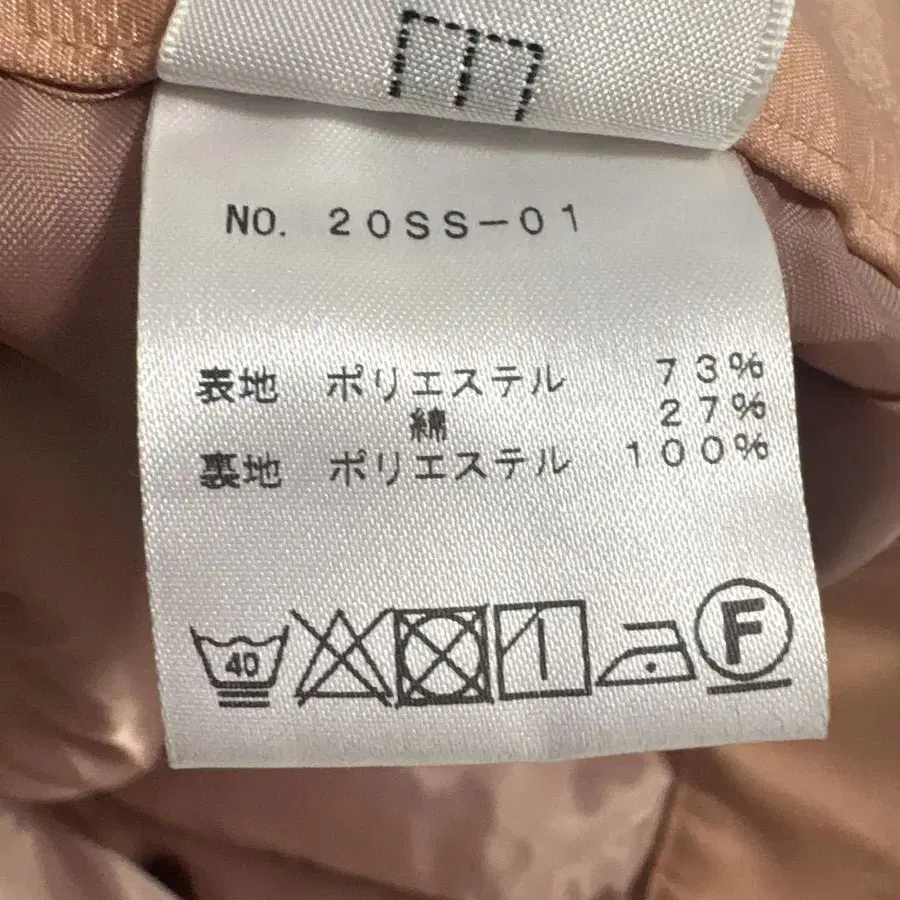 NO. 20SS-01
表地 ポリエステル 73%
綿 27%
裏地 ポリエステル 100%
40
F